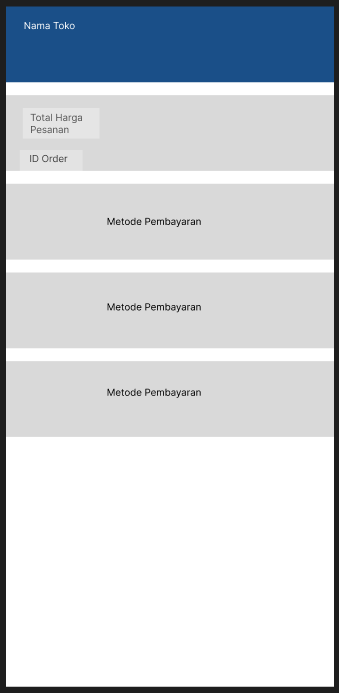 Nama Toko
Total Harga
Pesanan
ID Order
Metode Pembayaran
Metode Pembayaran
Metode Pembayaran